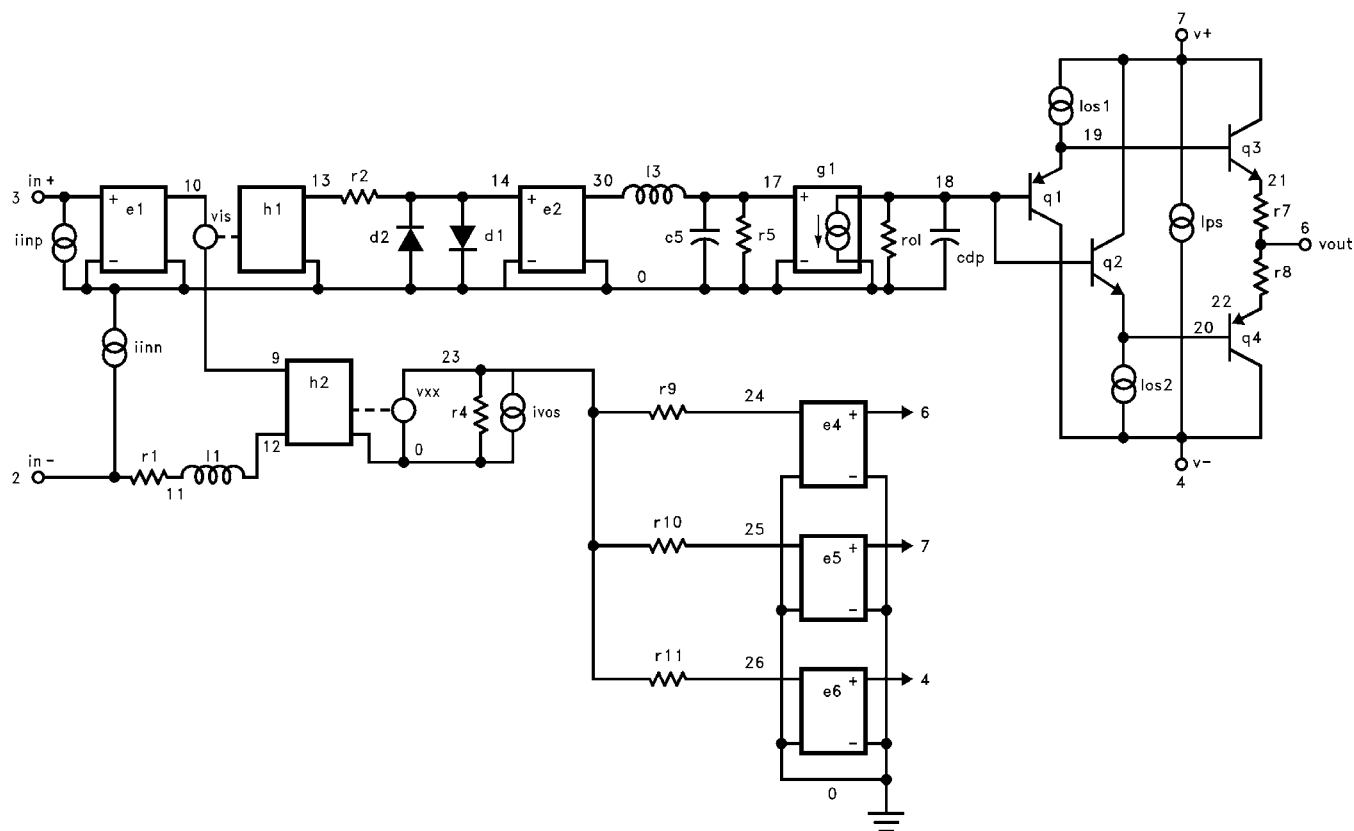 7
v+
Ios1
19
q3
in+
3
10
e1
iinp
vis
h1
13
r2
14
d2
d1
e2
30
l3
17
c5
r5
g1
+
-
18
rol
cdp
q1
q2
Ips
21
r7
6
vout
r8
22
20
q4
Ios2
v-
4
0
iinn
9
h2
23
vxx
r4
ivos
0
12
in-
2
r1
11
l1
r9
24
e4
+
-
6
r10
25
e5
+
-
7
r11
26
e6
+
-
4
0